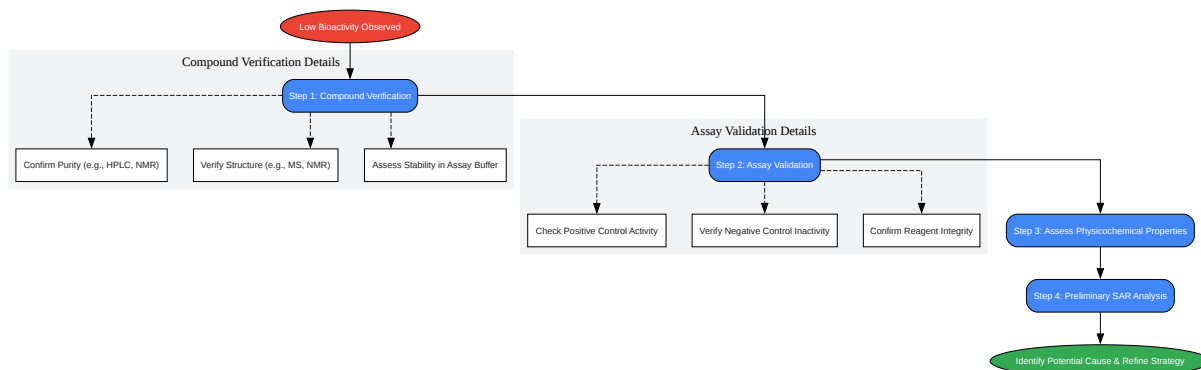 Low Bioactivity Observed
Compound Verification Details
Step 1: Compound Verification
Confirm Purity (e.g., HPLC, NMR)
Verify Structure (e.g., MS, NMR)
Assess Stability in Assay Buffer
Assay Validation Details
Step 2: Assay Validation
Check Positive Control Activity
Verify Negative Control Inactivity
Confirm Reagent Integrity
Step 3: Assess Physicochemical Properties
Step 4: Preliminary SAR Analysis
Identify Potential Cause & Refine Strategy